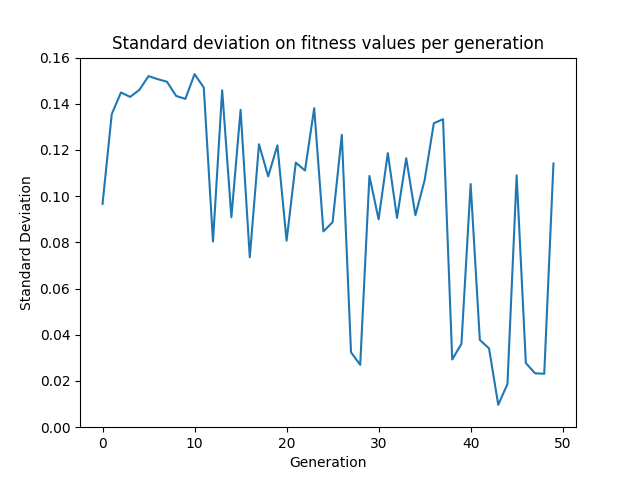 Standard deviation on fitness values per generation
0.16
0.14
0.12
0.10
0.08
0.06
0.04
0.02
0.00
Standard Deviation
0 10 20 30 40 50
Generation